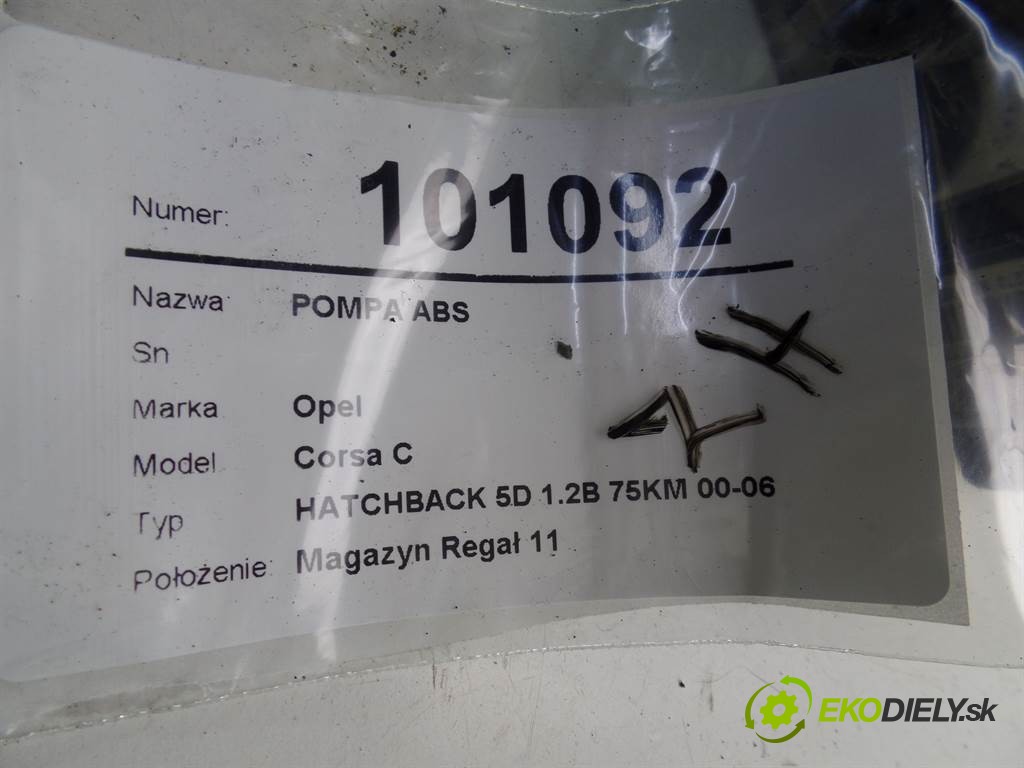 Numer: 101092
Nazwa: POMPA ABS
Sn
Marka Opel
Model Corsa C
Typ HATCHBACK 5D 1.2B 75KM 00-06
Położenie: Magazyn Regał 11
EKODIELY.sk